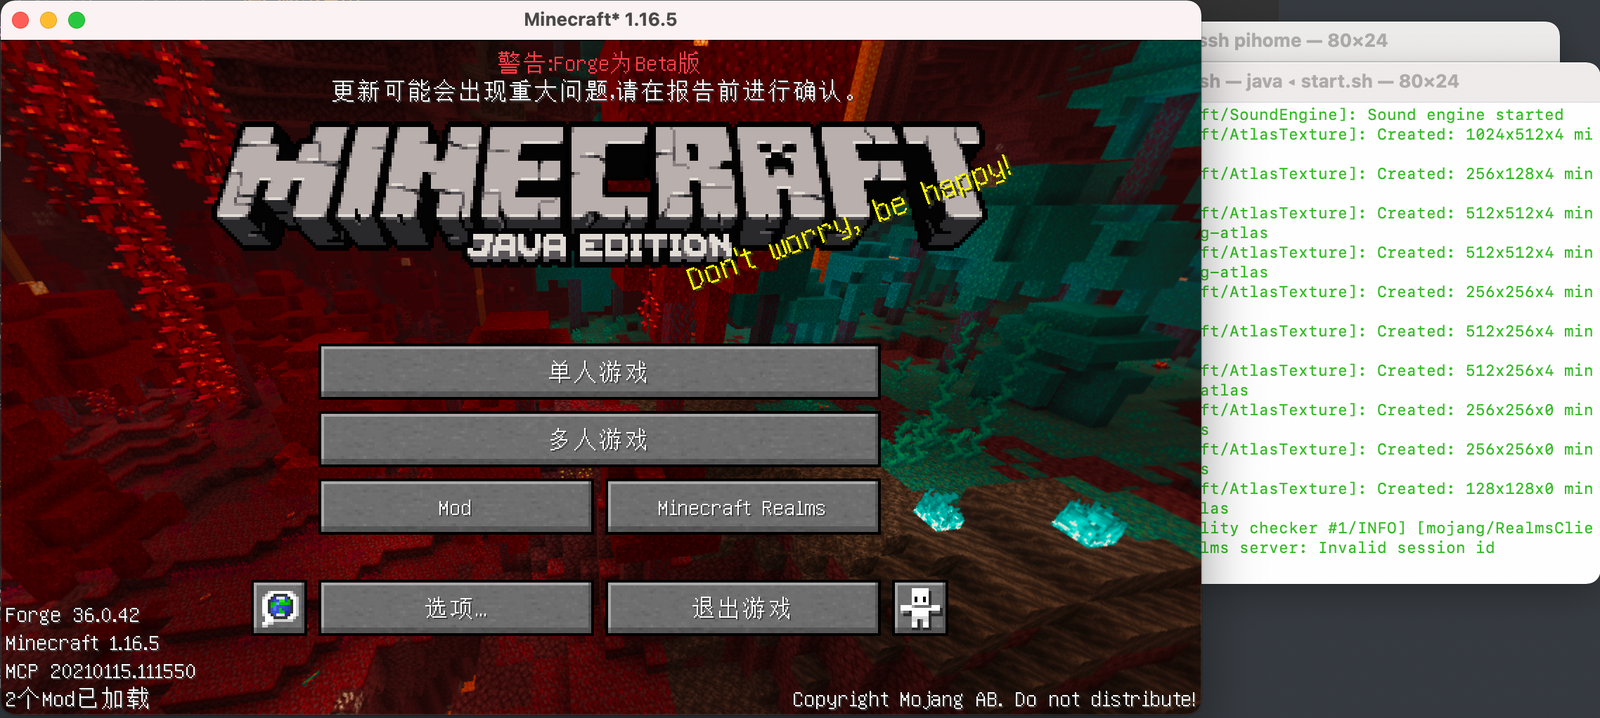 Minecraft* 1.16.5
警告:Forge为Beta版
更新可能会出现重大问题,请在报告前进行确认。
MINECRAFT
JAVA EDITION
Don't worry, be happy!
单人游戏
多人游戏
Mod
Minecraft Realms
选项...
退出游戏
Forge 36.0.42
Minecraft 1.16.5
MCP 20210115.111550
2个Mod已加载
Copyright Mojang AB. Do not distribute!
ssh pihome — 80×24
sh — java ◂ start.sh — 80×24
ft/SoundEngine]: Sound engine started
ft/AtlasTexture]: Created: 1024x512x4 mi
ft/AtlasTexture]: Created: 256x128x4 min
ft/AtlasTexture]: Created: 512x512x4 min
g-atlas
ft/AtlasTexture]: Created: 512x512x4 min
g-atlas
ft/AtlasTexture]: Created: 256x256x4 min
ft/AtlasTexture]: Created: 512x256x4 min
ft/AtlasTexture]: Created: 512x256x4 min
atlas
ft/AtlasTexture]: Created: 256x256x0 min
s
ft/AtlasTexture]: Created: 256x256x0 min
s
ft/AtlasTexture]: Created: 128x128x0 min
las
lity checker #1/INFO] [mojang/RealmsClie
lms server: Invalid session id